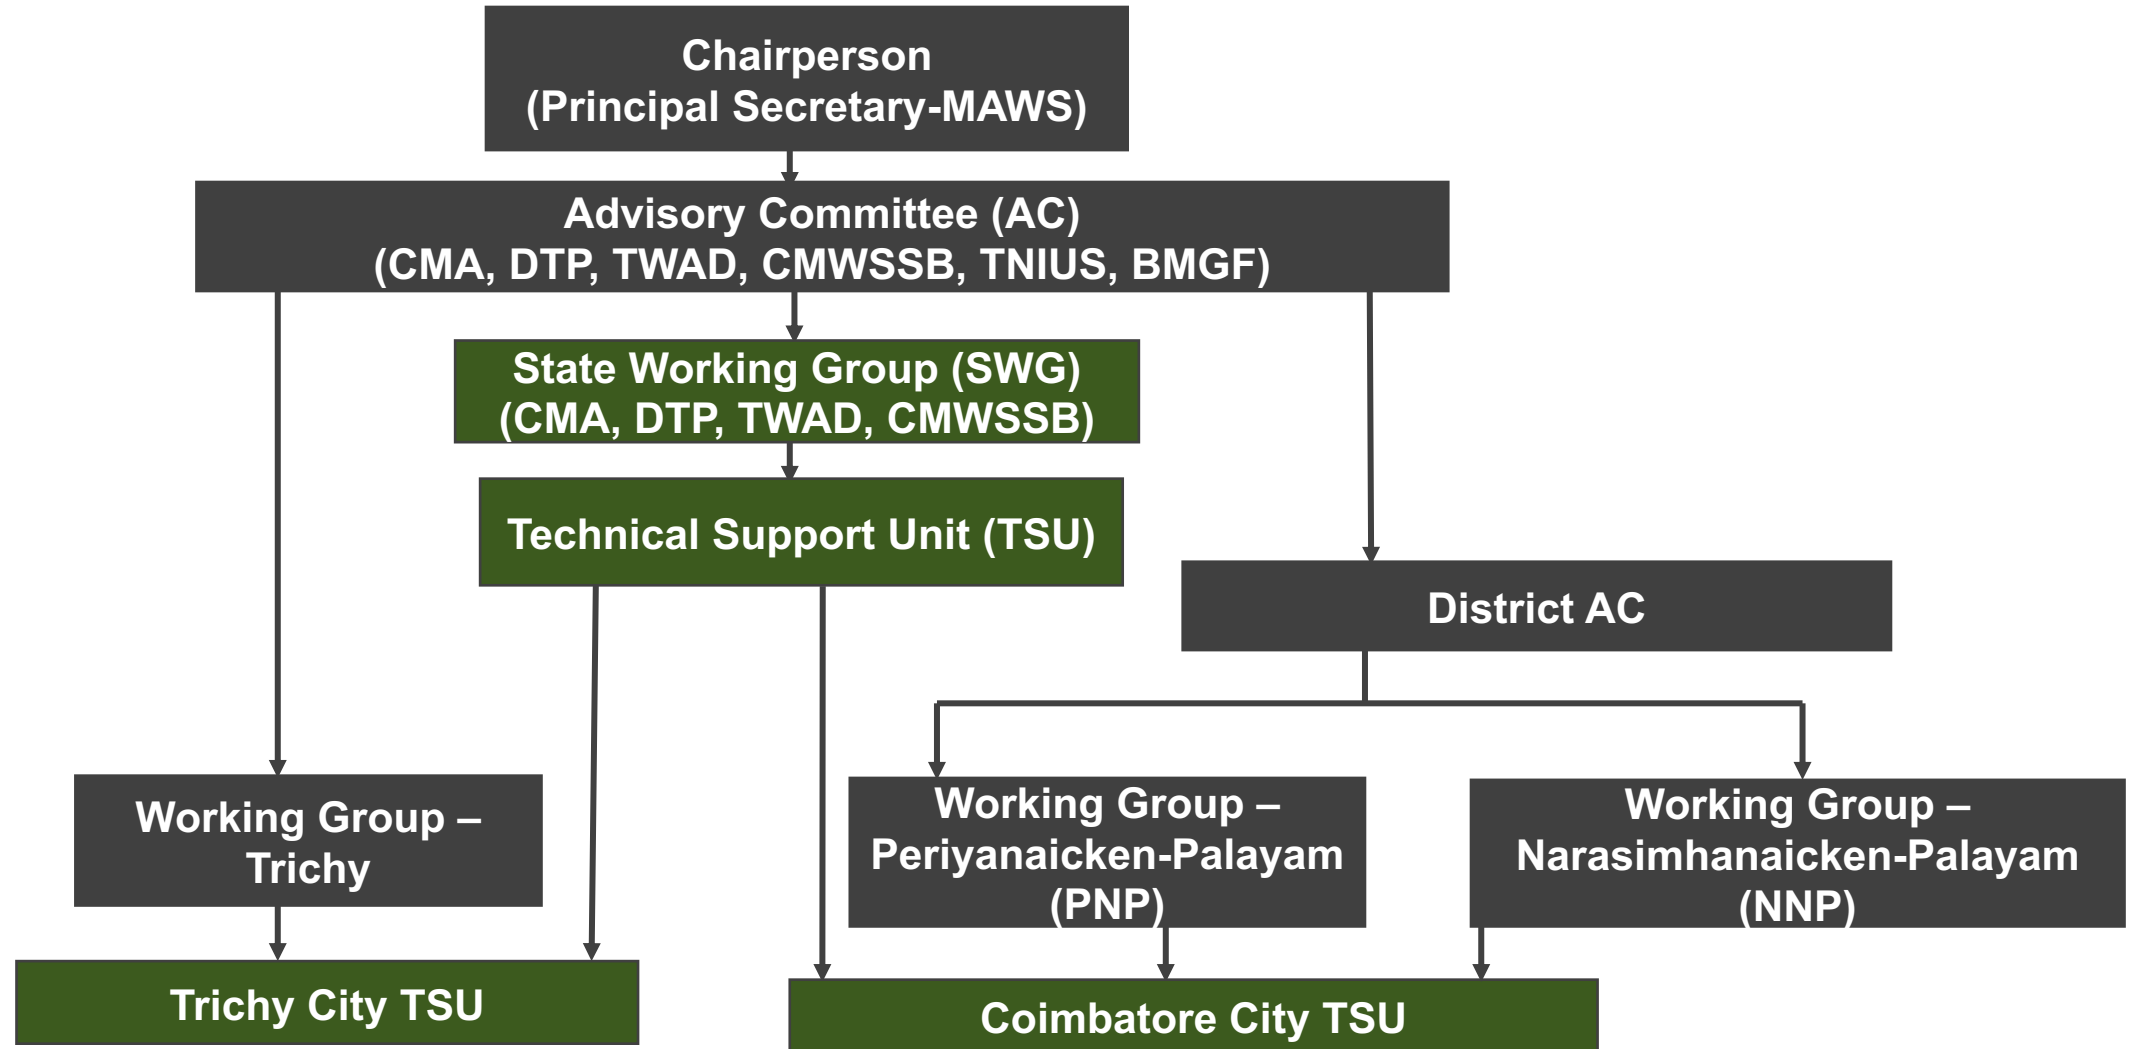 Chairperson
(Principal Secretary-MAWS)
Advisory Committee (AC)
(CMA, DTP, TWAD, CMWSSB, TNIUS, BMGF)
State Working Group (SWG)
(CMA, DTP, TWAD, CMWSSB)
Technical Support Unit (TSU)
District AC
Working Group –
Trichy
Working Group –
Periyanaicken-Palayam
(PNP)
Working Group –
Narasimhanaicken-Palayam
(NNP)
Trichy City TSU
Coimbatore City TSU